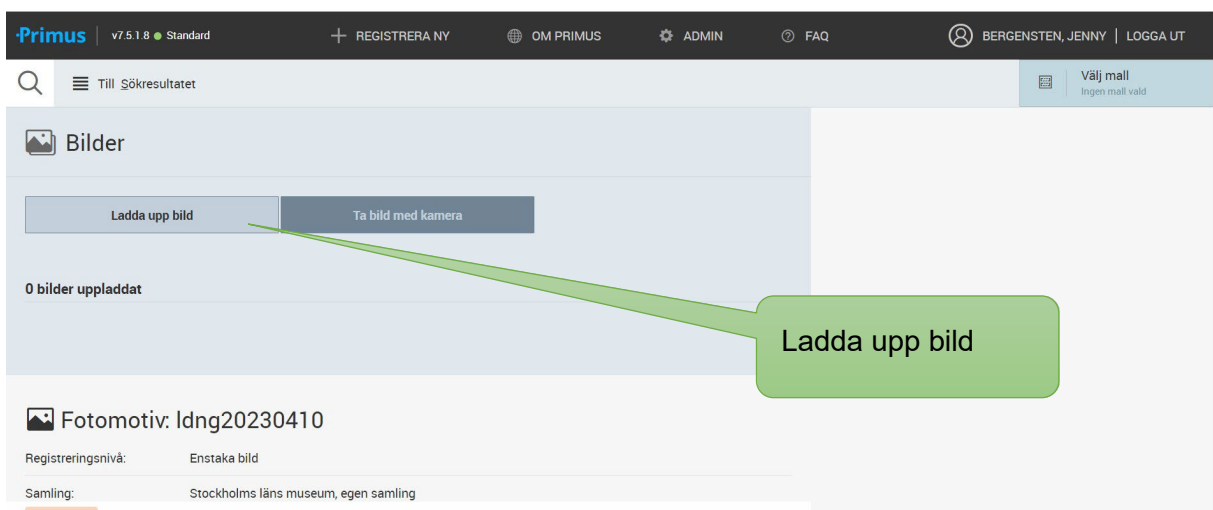 Primus v7.5.1.8 Standard REGISTRERA NY OM PRIMUS ADMIN FAQ BERGENSTEN, JENNY | LOGGA UT
Till Sökresultatet
Välj mall
Ingen mall vald
Bilder
Ladda upp bild Ta bild med kamera
0 bilder uppladdat
Ladda upp bild
Fotomotiv: ldng20230410
Registreringsnivå: Enstaka bild
Samling: Stockholms läns museum, egen samling